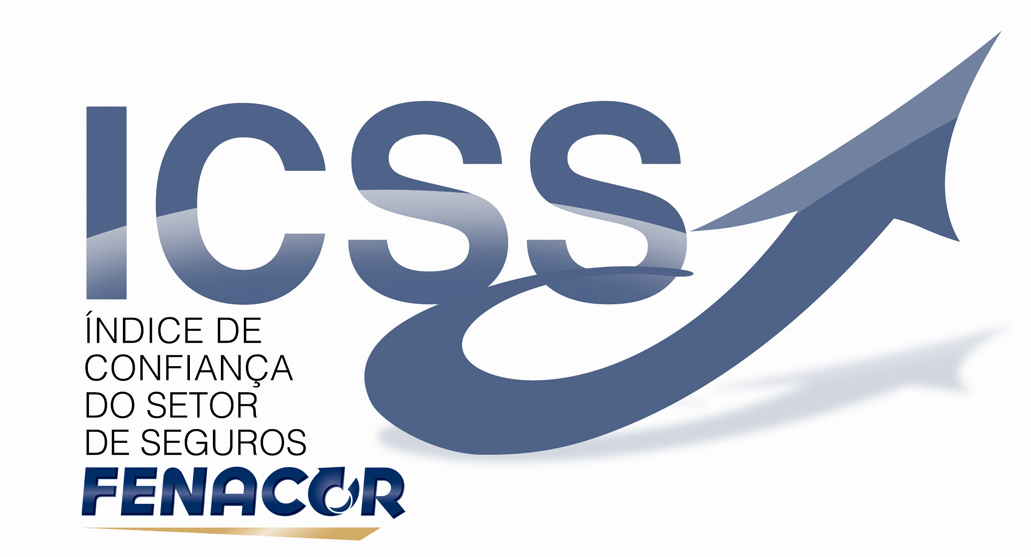 ICSS
ÍNDICE DE
CONFIANÇA
DO SETOR
DE SEGUROS
FENACOR